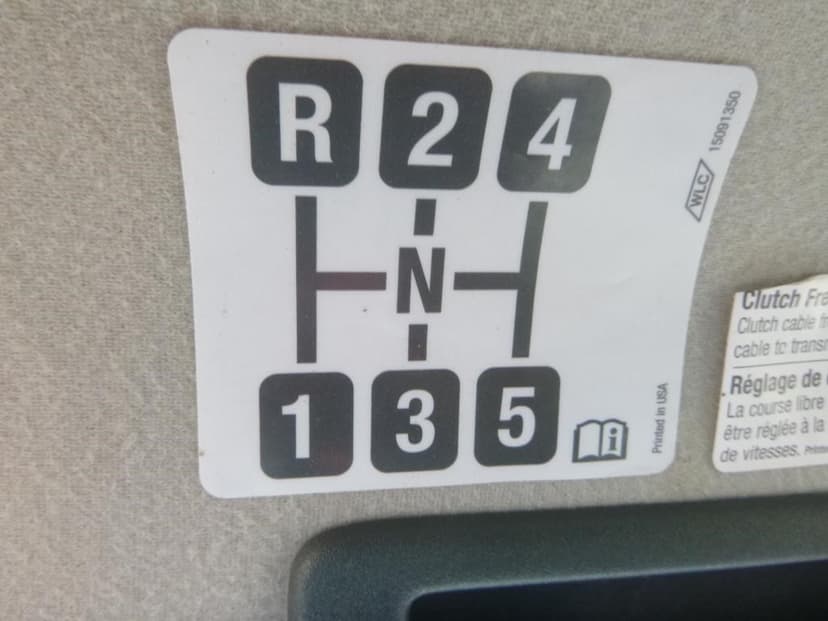 R 2 4
N
1 3 5
WLC 15091350
Printed in USA
Clutch
Clutch cable
cable to
Réglage de
La course libre
être réglée à la
de vitesses.